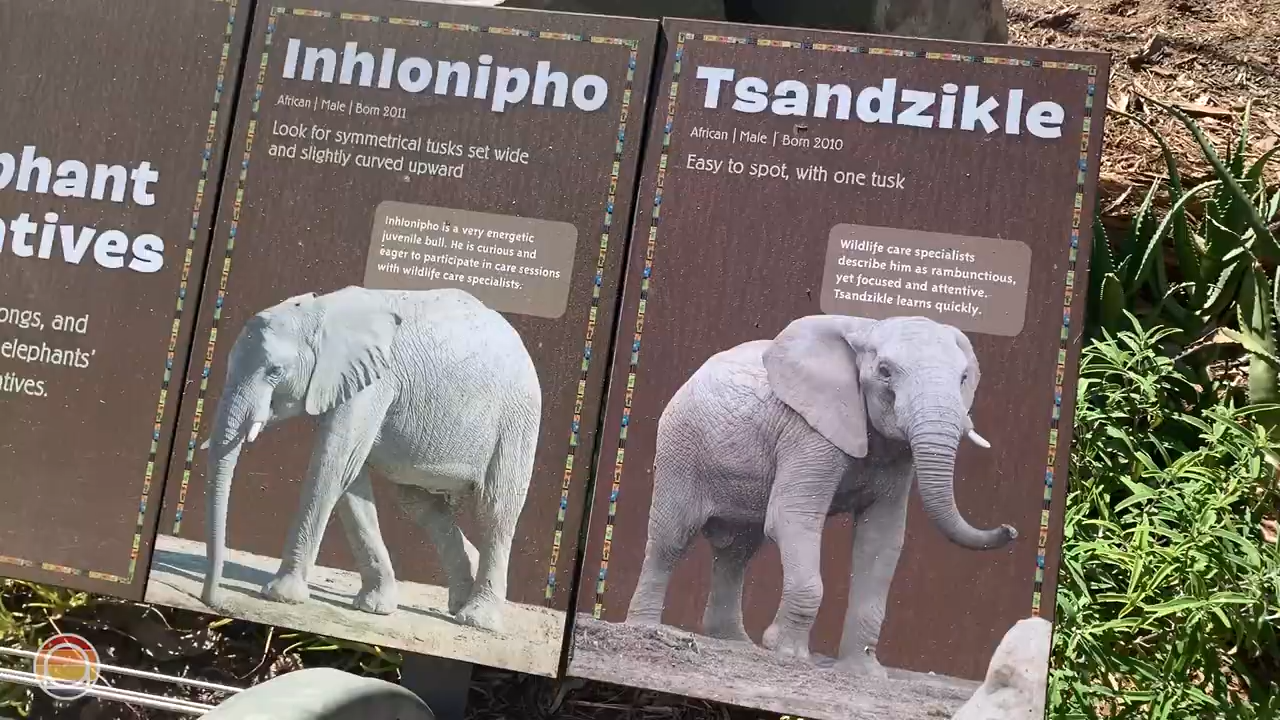 phant
atives
ongs, and
elephants'
atives.
Inhlonipho
African | Male | Born 2011
Look for symmetrical tusks set wide
and slightly curved upward
Inhlonipho is a very energetic
juvenile bull. He is curious and
eager to participate in care sessions
with wildlife care specialists.
Tsandzikle
African | Male | Born 2010
Easy to spot, with one tusk
Wildlife care specialists
describe him as rambunctious,
yet focused and attentive.
Tsandzikle learns quickly.